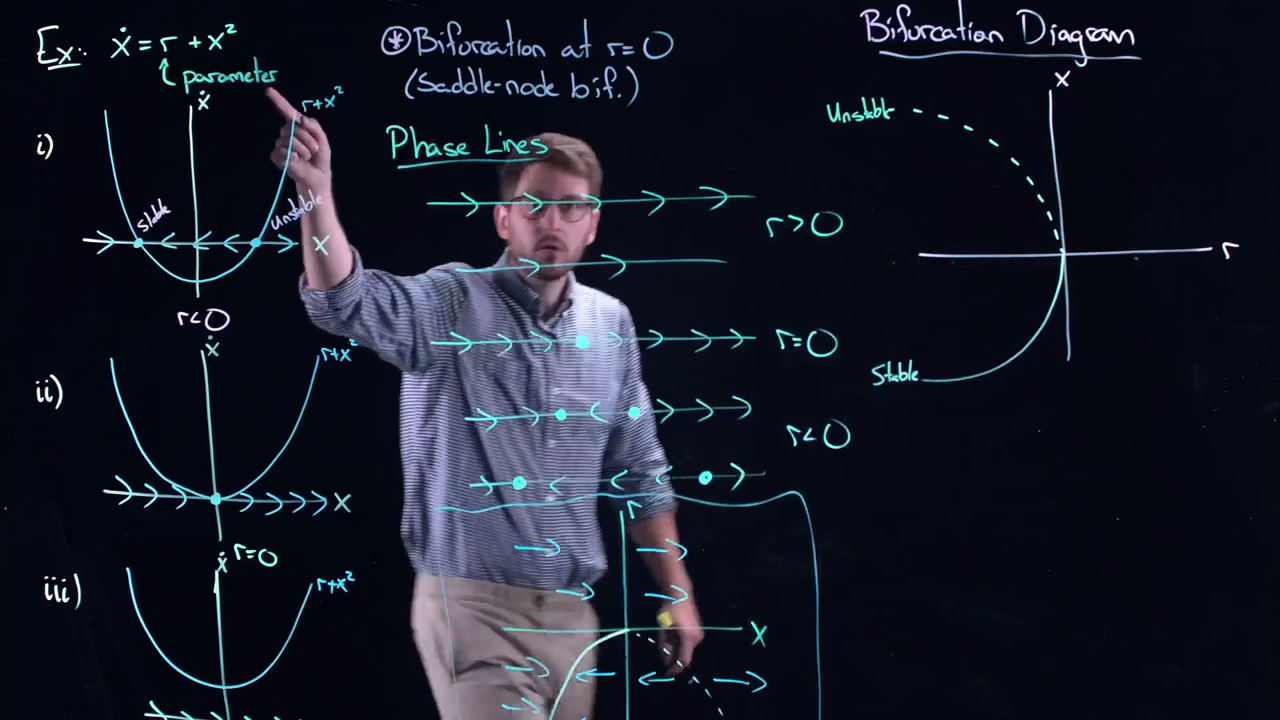 Ex: ẋ = r + x²
parameter
ẋ
r+x²
i)
Stable
Unstable
x
r<0
ẋ
r+x²
ii)
x
r=0
ẋ
r+x²
iii)
⊛ Bifurcation at r=0
(Saddle-node bif.)
Phase Lines
r>0
r=0
r<0
r
x
Bifurcation Diagram
x
Unstable
r
Stable